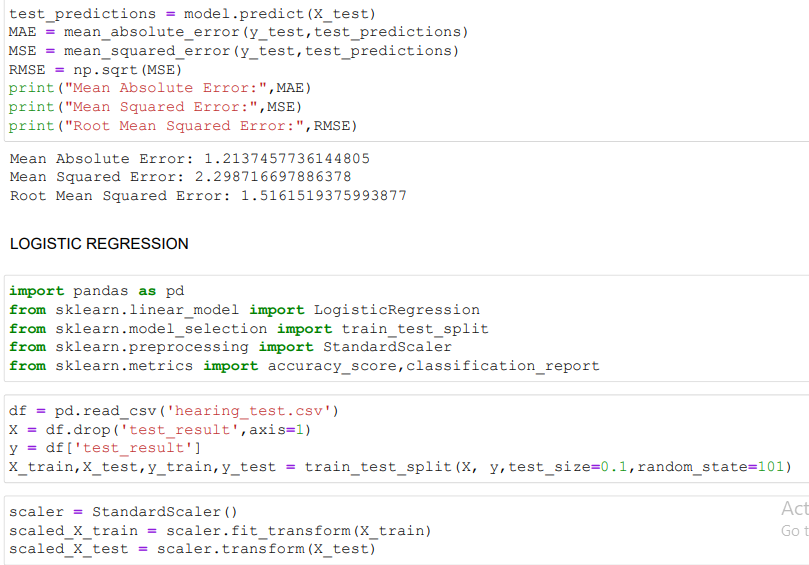 test_predictions = model.predict(X_test)
MAE = mean_absolute_error(y_test,test_predictions)
MSE = mean_squared_error(y_test,test_predictions)
RMSE = np.sqrt(MSE)
print("Mean Absolute Error:",MAE)
print("Mean Squared Error:",MSE)
print("Root Mean Squared Error:",RMSE)
Mean Absolute Error: 1.2137457736144805
Mean Squared Error: 2.298716697886378
Root Mean Squared Error: 1.5161519375993877
LOGISTIC REGRESSION
import pandas as pd
from sklearn.linear_model import LogisticRegression
from sklearn.model_selection import train_test_split
from sklearn.preprocessing import StandardScaler
from sklearn.metrics import accuracy_score,classification_report
df = pd.read_csv('hearing_test.csv')
X = df.drop('test_result',axis=1)
y = df['test_result']
X_train,X_test,y_train,y_test = train_test_split(X, y,test_size=0.1,random_state=101)
scaler = StandardScaler()
scaled_X_train = scaler.fit_transform(X_train)
scaled_X_test = scaler.transform(X_test)
Act
Go t